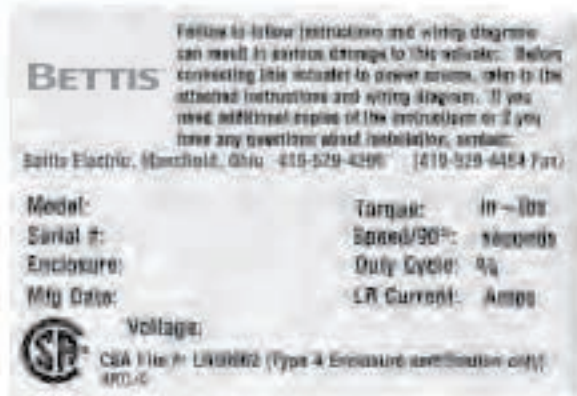 BETTIS
Failure to follow instructions and wiring diagrams
can result in serious damage to this actuator. Before
connecting this actuator to power source, refer to the
attached instructions and wiring diagram. If you
need additional copies of the instructions or if you
have any questions about installation, contact:
Bettis Electric, Mansfield, Ohio 419-529-4266 (419-529-4464 Fax)
Model: Torque: in-lbs
Serial #: Speed/90°: seconds
Enclosure: Duty Cycle: %
Mfg Date: LR Current: Amps
Voltage:
CSA File #: (Type 4 Enclosure certification only)